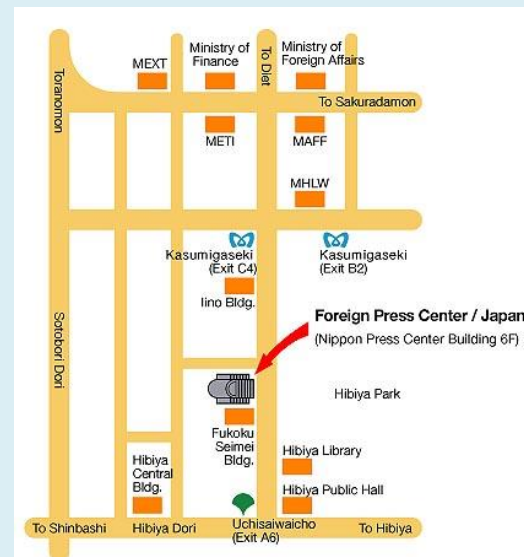 MEXT
Ministry of
Finance
To Diet
Ministry of
Foreign Affairs
Toranomon
To Sakuradamon
METI
MAFF
MHLW
Kasumigaseki
(Exit C4)
Kasumigaseki
(Exit B2)
Iino Bldg.
Foreign Press Center / Japan
(Nippon Press Center Building 6F)
Sotobori Dori
Hibiya Park
Fukoku
Seimei
Bldg.
Hibiya
Central
Bldg.
Hibiya Library
Hibiya Public Hall
To Shinbashi
Hibiya Dori
Uchisaiwaicho
(Exit A6)
To Hibiya